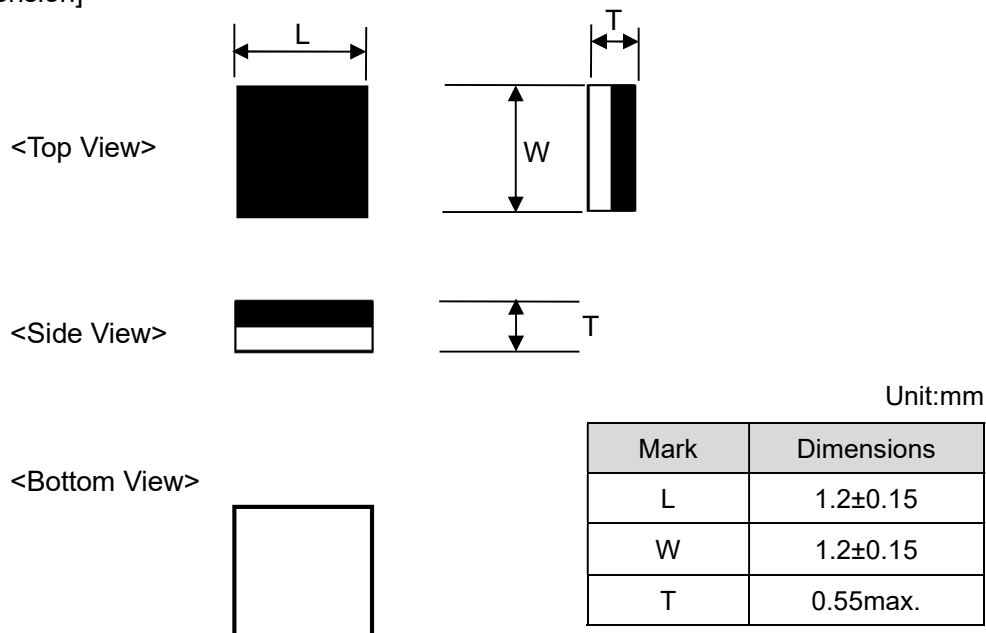 L
T
<Top View>
W
<Side View>
T
Unit:mm
<Bottom View>
Mark Dimensions
L 1.2±0.15
W 1.2±0.15
T 0.55max.